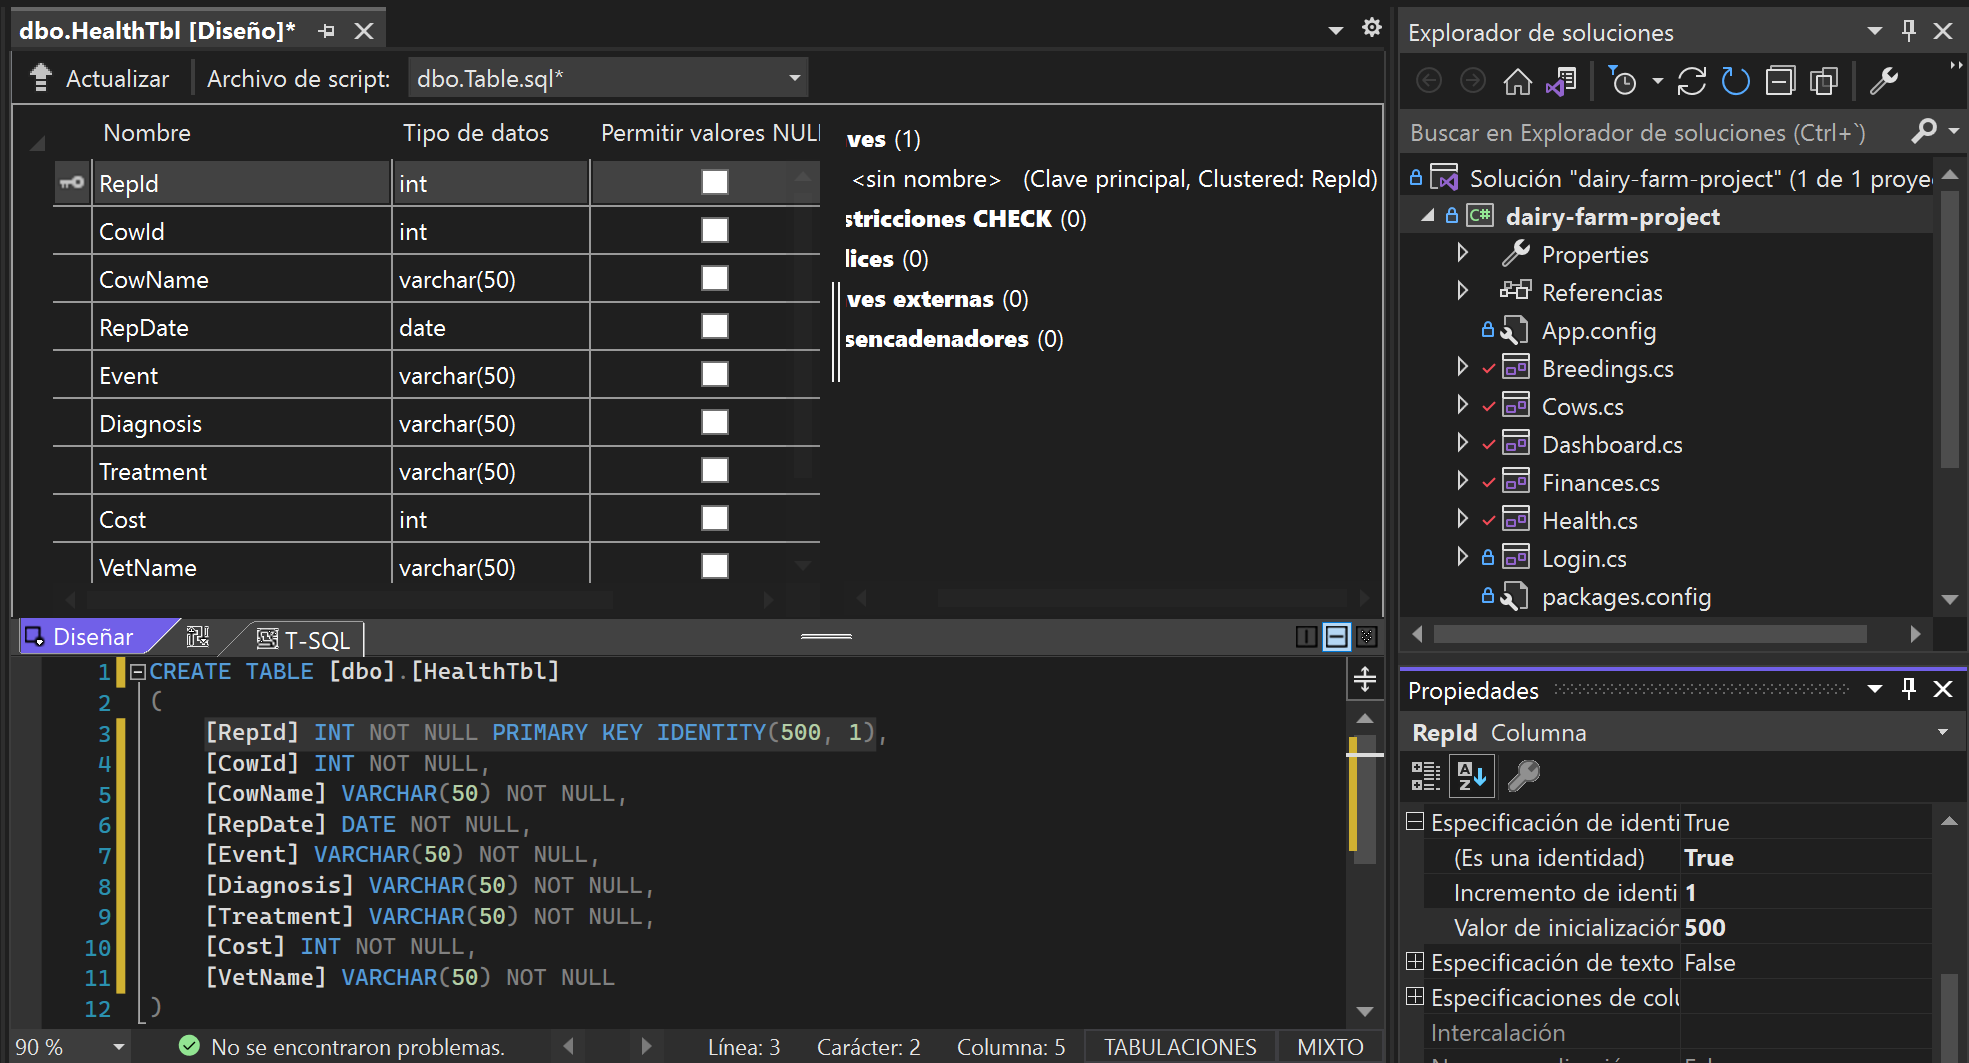 dbo.HealthTbl [Diseño]*
Actualizar
Archivo de script:
dbo.Table.sql*
Nombre
Tipo de datos
Permitir valores NUL
RepId
int
CowId
int
CowName
varchar(50)
RepDate
date
Event
varchar(50)
Diagnosis
varchar(50)
Treatment
varchar(50)
Cost
int
VetName
varchar(50)
ves (1)
<sin nombre> (Clave principal, Clustered: RepId)
stricciones CHECK (0)
lices (0)
ves externas (0)
sencadenadores (0)
Diseñar
T-SQL
1 CREATE TABLE [dbo].[HealthTbl]
2 (
3 [RepId] INT NOT NULL PRIMARY KEY IDENTITY(500, 1),
4 [CowId] INT NOT NULL,
5 [CowName] VARCHAR(50) NOT NULL,
6 [RepDate] DATE NOT NULL,
7 [Event] VARCHAR(50) NOT NULL,
8 [Diagnosis] VARCHAR(50) NOT NULL,
9 [Treatment] VARCHAR(50) NOT NULL,
10 [Cost] INT NOT NULL,
11 [VetName] VARCHAR(50) NOT NULL
12 )
90 %
No se encontraron problemas.
Línea: 3
Carácter: 2
Columna: 5
TABULACIONES
MIXTO
Explorador de soluciones
Buscar en Explorador de soluciones (Ctrl+`)
Solución "dairy-farm-project" (1 de 1 proye
C# dairy-farm-project
Properties
Referencias
App.config
Breedings.cs
Cows.cs
Dashboard.cs
Finances.cs
Health.cs
Login.cs
packages.config
Propiedades
RepId Columna
Especificación de identi True
(Es una identidad) True
Incremento de identi 1
Valor de inicialización 500
Especificación de texto False
Especificaciones de colu
Intercalación